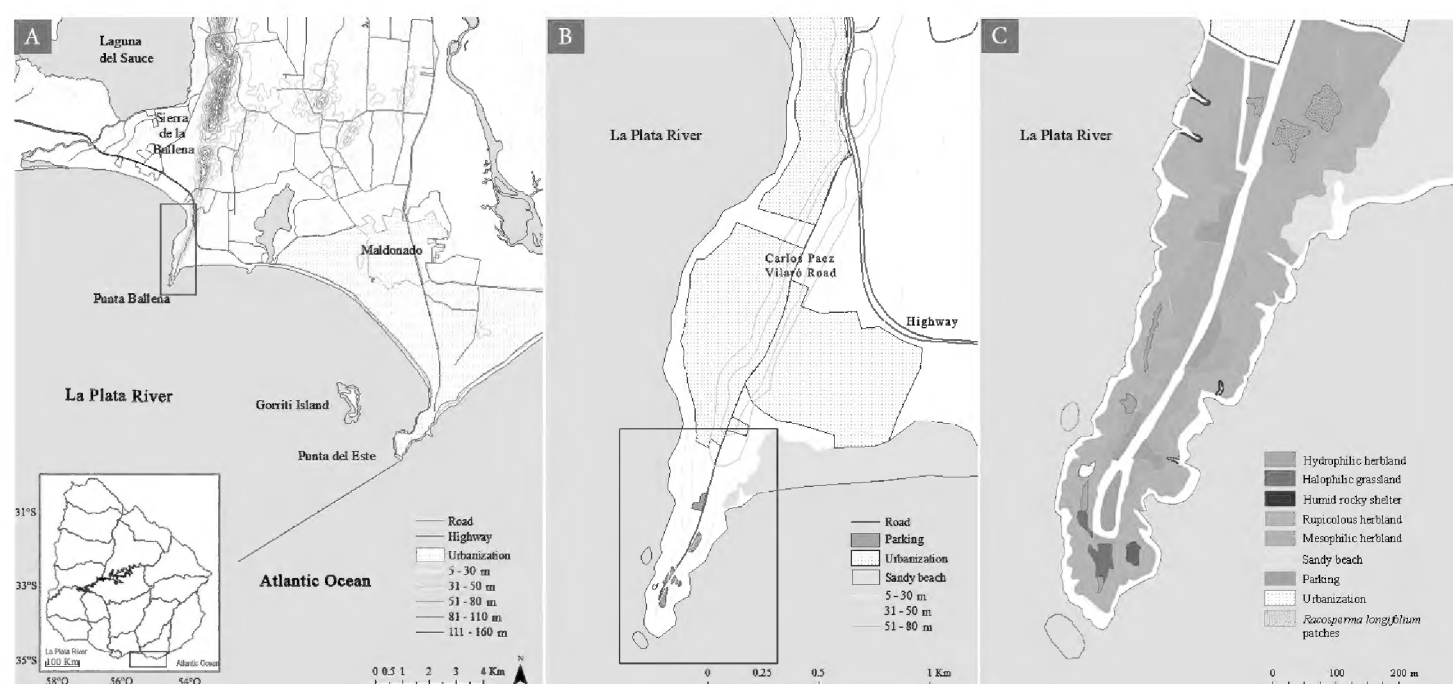 A
Laguna
del Sauce
Sierra
de la
Ballena
Maldonado
Punta Ballena
La Plata River
Gorriti Island
Punta del Este
Atlantic Ocean
Road
Highway
Urbanization
5 - 30 m
31 - 50 m
51 - 80 m
81 - 110 m
111 - 160 m
0 0.5 1 2 3 4 Km
N
31°S
33°S
35°S
58°O 56°O 54°O
La Plata River
100 Km
Atlantic Ocean
B
La Plata River
Carlos Paez
Vilaró Road
Highway
Road
Parking
Urbanization
Sandy beach
5 - 30 m
31 - 50 m
51 - 80 m
0 0.25 0.5 1 Km
C
La Plata River
Hydrophilic herbland
Halophilic grassland
Humid rocky shelter
Rupicolous herbland
Mesophilic herbland
Sandy beach
Parking
Urbanization
Racosperma longifolium
patches
0 100 200 m